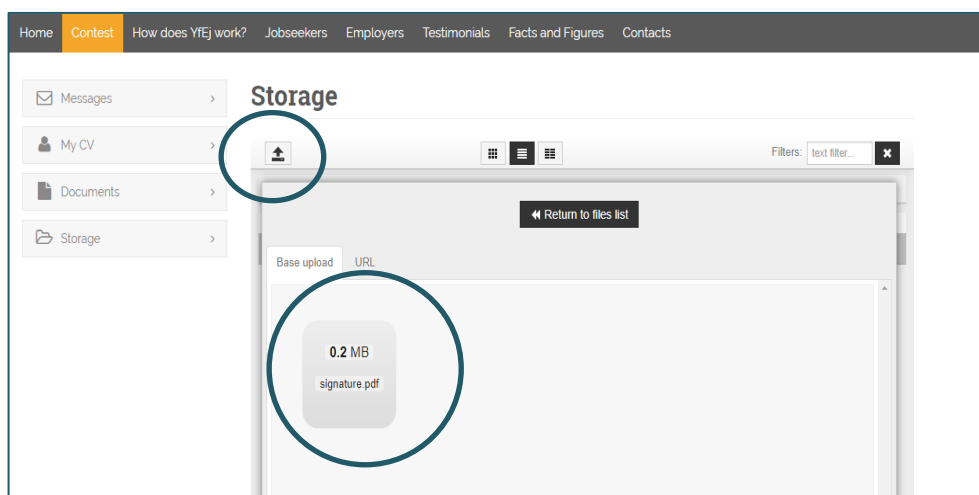 Home Contest How does YfEj work? Jobseekers Employers Testimonials Facts and Figures Contacts
Messages
My CV
Documents
Storage
Storage
Filters: text filter...
Return to files list
Base upload URL
0.2 MB
signature.pdf